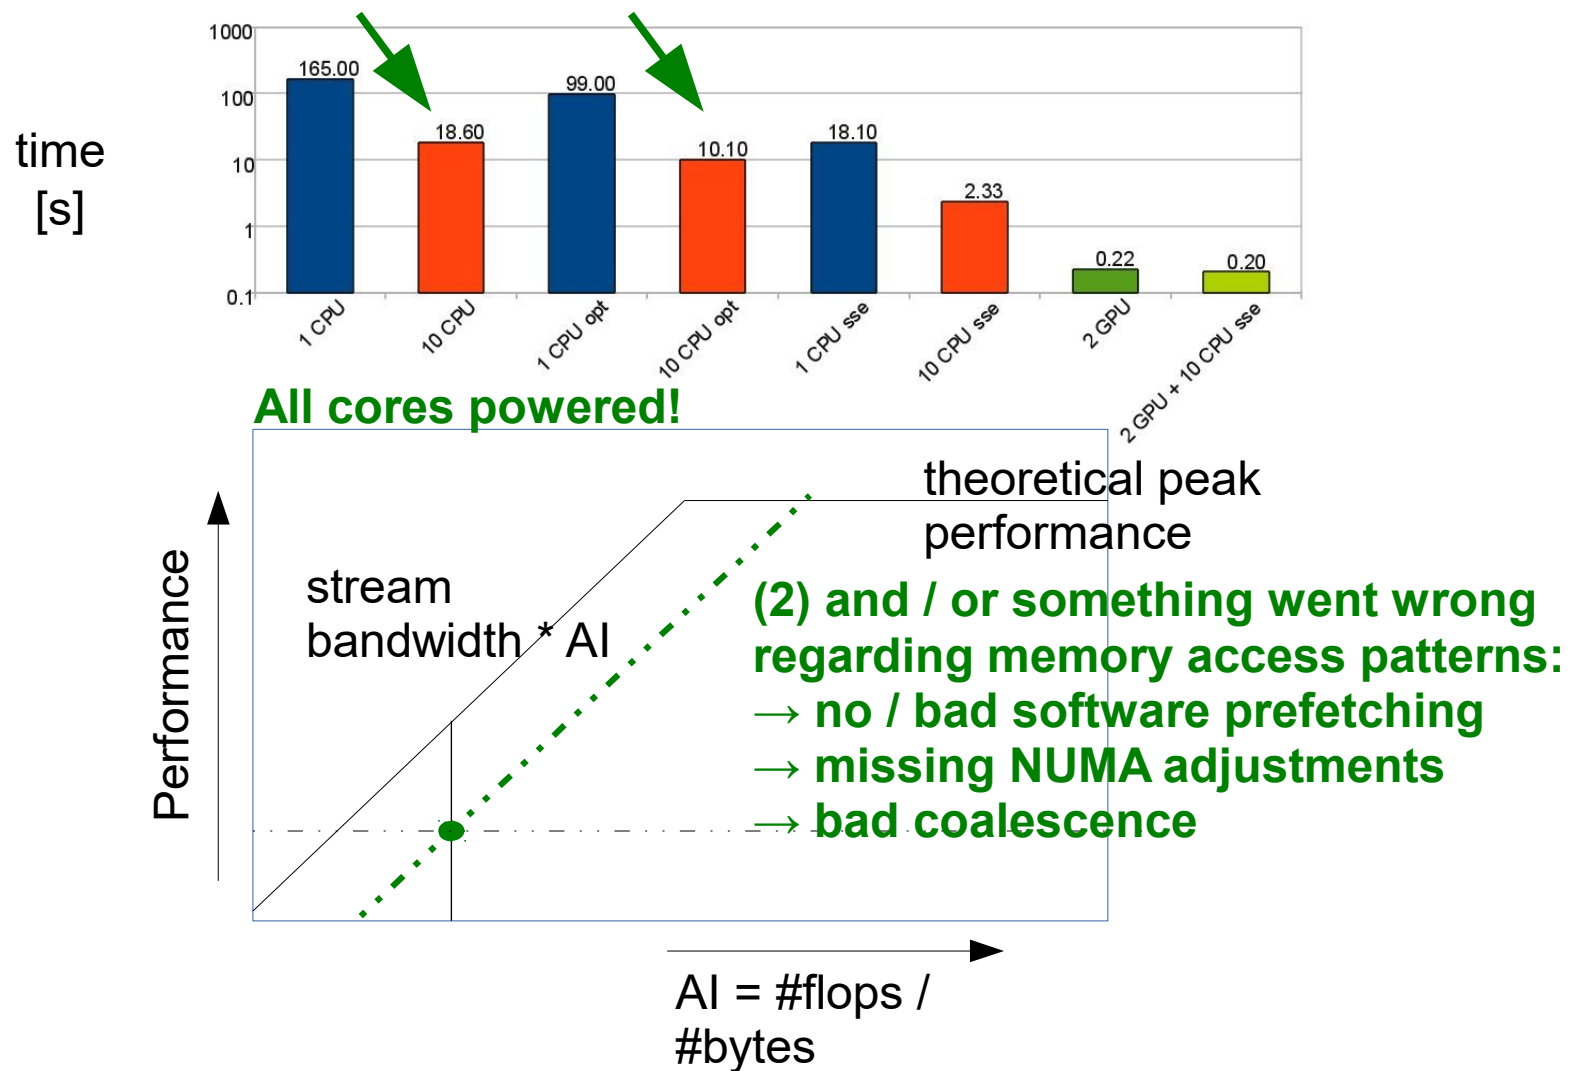 1000
100
10
1
0.1
time
[s]
165.00
18.60
99.00
10.10
18.10
2.33
0.22
0.20
1 CPU
10 CPU
1 CPU opt
10 CPU opt
1 CPU sse
10 CPU sse
2 GPU
2 GPU + 10 CPU sse
All cores powered!
theoretical peak
performance
stream
bandwidth * AI
Performance
(2) and / or something went wrong
regarding memory access patterns:
→ no / bad software prefetching
→ missing NUMA adjustments
→ bad coalescence
AI = #flops /
#bytes